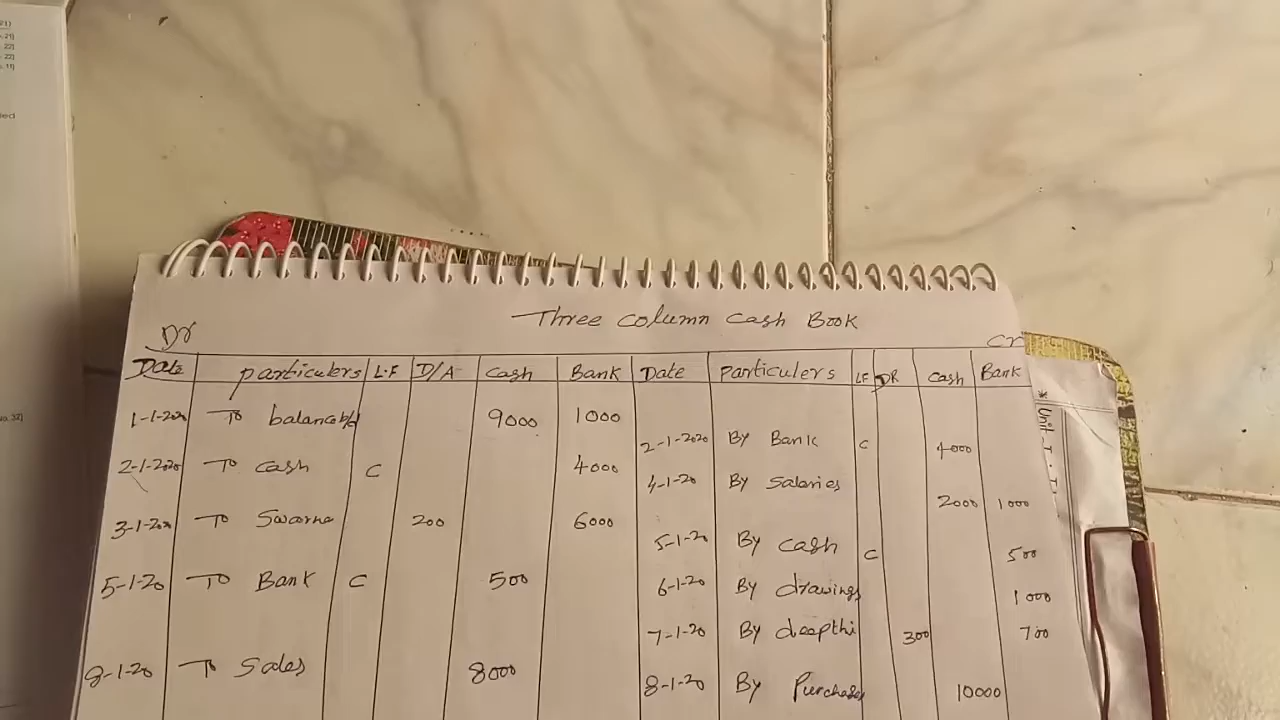 Three Column Cash Book
Dr Cr
Date particulers L.F D/A Cash Bank Date particulers LF DR Cash Bank
1-1-2020 To balance b/d 9000 1000
2-1-2020 By Bank C 4000
2-1-2020 To Cash C 4000
4-1-20 By Salaries 2000 1000
3-1-2020 To Swarna 200 6000
5-1-20 By Cash C 500
5-1-20 To Bank C 500
6-1-20 By drawings 1000
7-1-20 By deepthi 300 700
8-1-20 To Sales 8000
8-1-20 By Purchases 10000